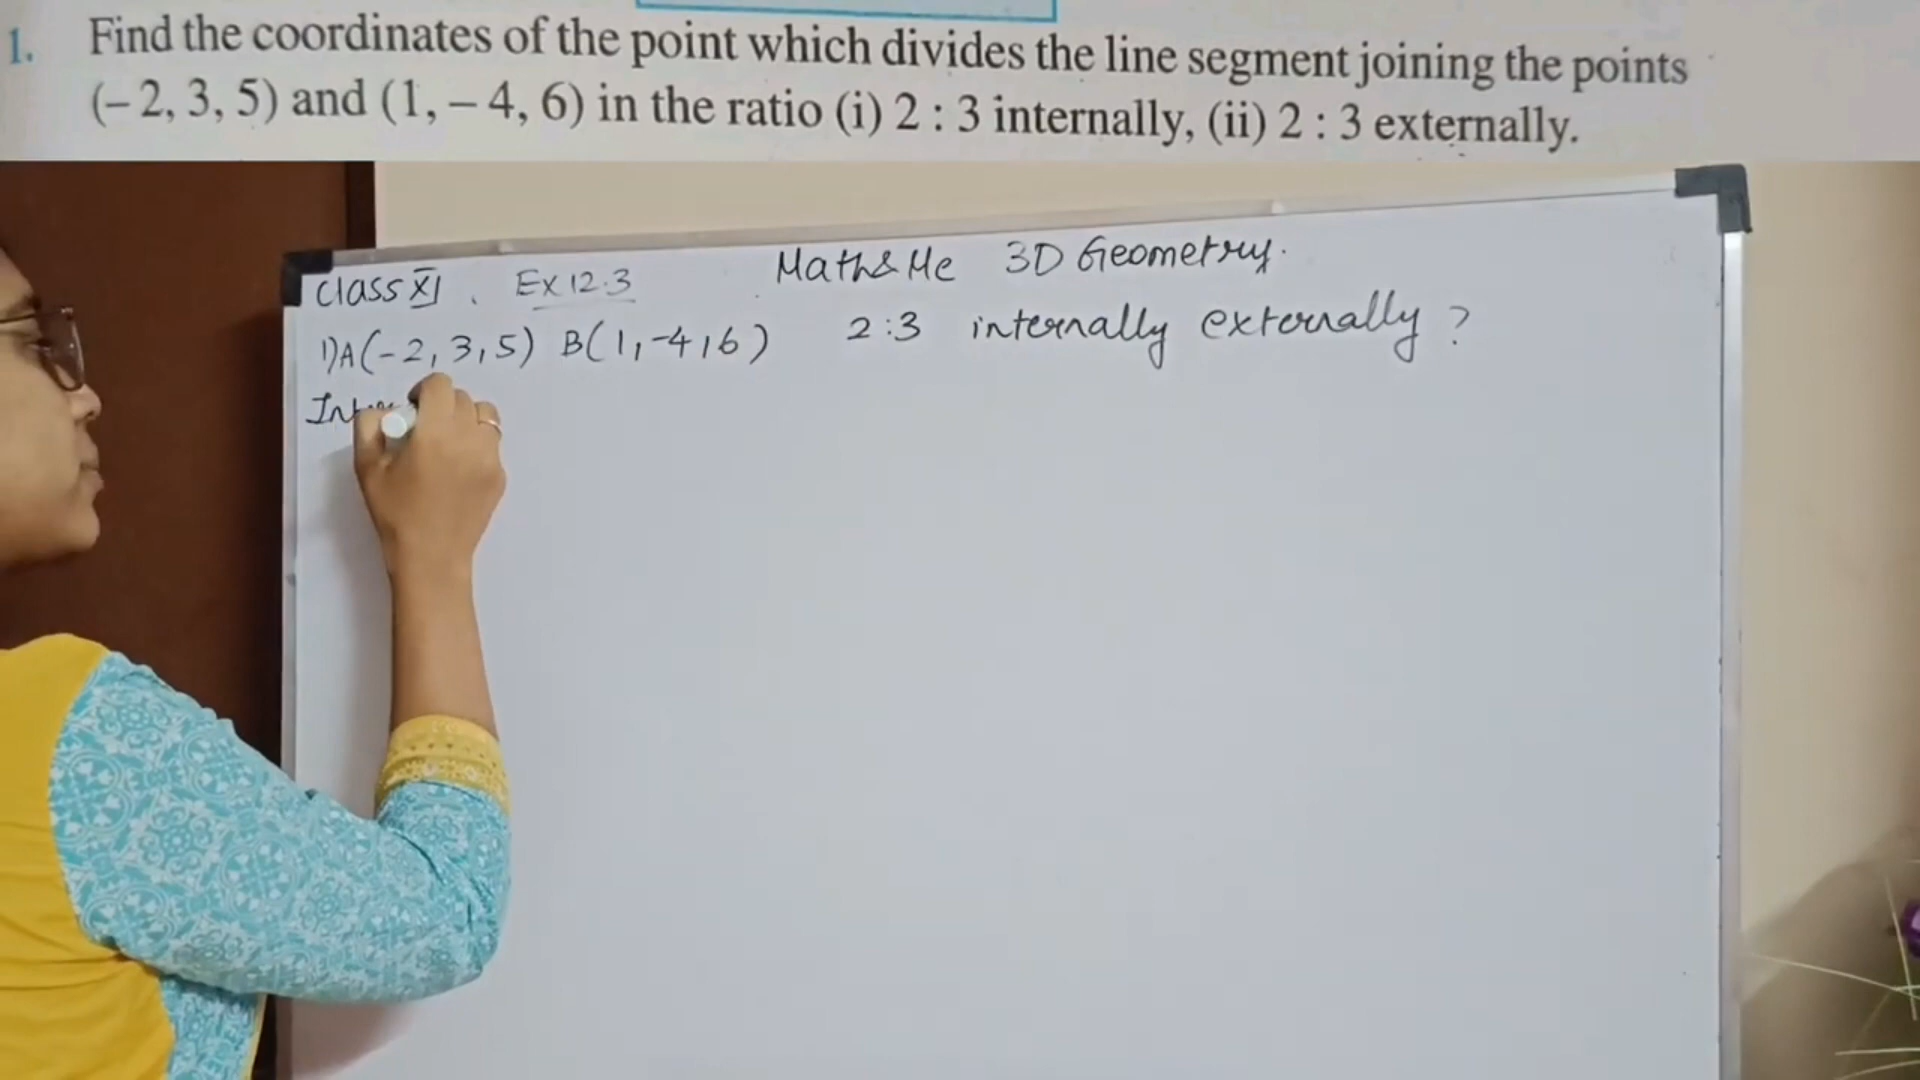 1. Find the coordinates of the point which divides the line segment joining the points
(– 2, 3, 5) and (1, – 4, 6) in the ratio (i) 2 : 3 internally, (ii) 2 : 3 externally.
Class XI . Ex 12.3 Math&Me 3D Geometry.
1) A(-2, 3, 5) B(1, -4, 6) 2:3 internally externally ?